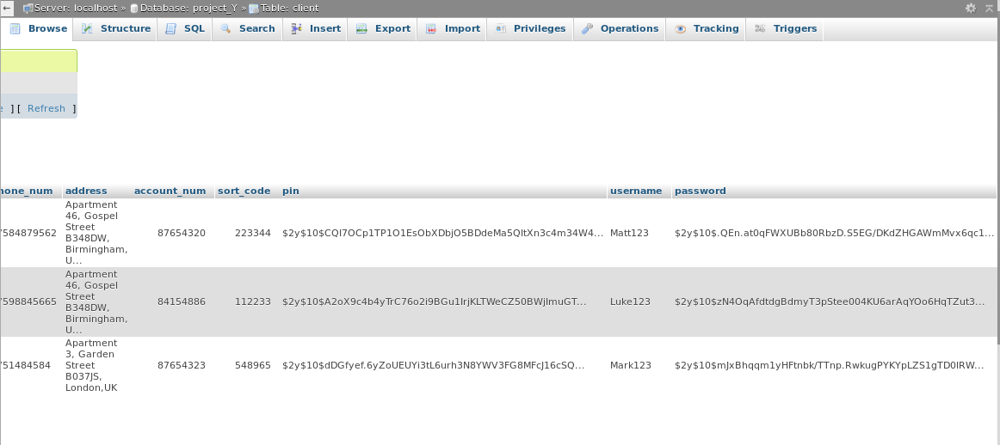 Server: localhost » Database: project_Y » Table: client
Browse Structure SQL Search Insert Export Import Privileges Operations Tracking Triggers
e ] [ Refresh ]
hone_num address account_num sort_code pin username password
Apartment
46, Gospel
Street
7584879562 B348DW, 87654320 223344 $2y$10$CQI7OCp1TP1O1EsObXDbjO5BDdeMa5QltXn3c4m34W4... Matt123 $2y$10$.QEn.at0qFWXUBb80RbzD.S5EG/DKdZHGAWmMvx6qc1...
Birmingham,
U...
Apartment
46, Gospel
Street
7598845665 B348DW, 84154886 112233 $2y$10$A2oX9c4b4yTrC76o2i9BGu1IrjKLTWeCZ50BWjImuGT... Luke123 $2y$10$zN4OqAfdtdgBdmyT3pStee004KU6arAqYOo6HqTZut3...
Birmingham,
U...
Apartment
3, Garden
751484584 Street 87654323 548965 $2y$10$dDGfyef.6yZoUEUYi3tL6urh3N8YWV3FG8MFcJ16cSQ... Mark123 $2y$10$mJxBhqqm1yHFtnbk/TTnp.RwkugPYKYpLZS1gTD0lRW...
B037JS,
London,UK